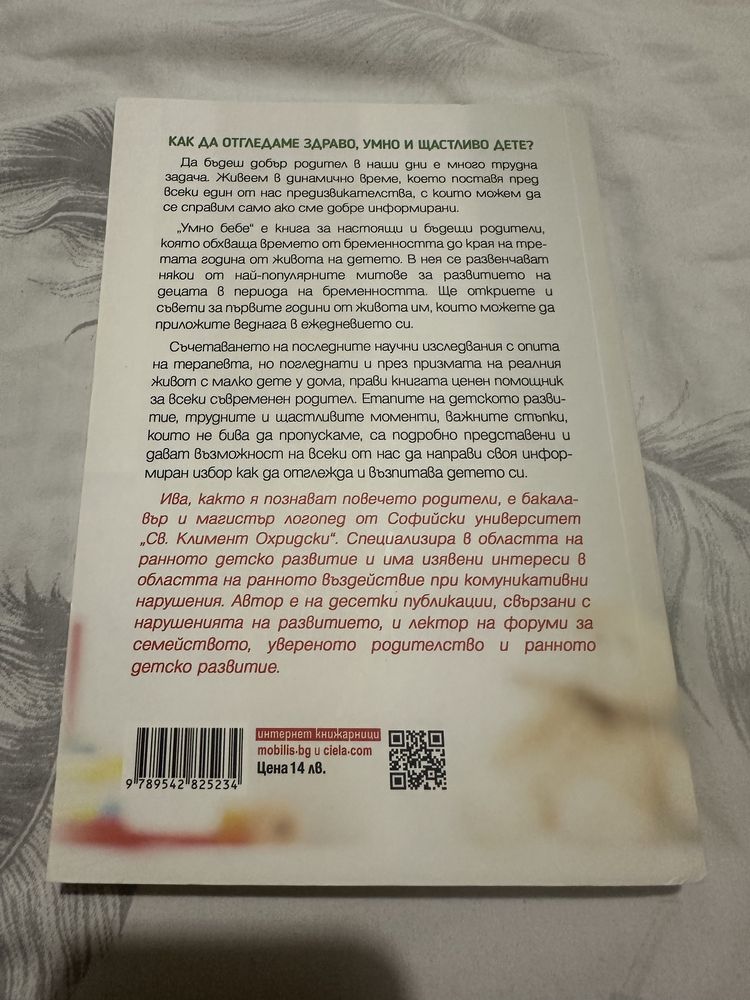 КАК ДА ОТГЛЕДАМЕ ЗДРАВО, УМНО И ЩАСТЛИВО ДЕТЕ?
Да бъдеш добър родител в наши дни е много трудна
задача. Живеем в динамично време, което поставя пред
всеки един от нас предизвикателства, с които можем да
се справим само ако сме добре информирани.
„Умно бебе“ е книга за настоящи и бъдещи родители,
която обхваща времето от бременността до края на тре-
тата година от живота на детето. В нея се развенчават
някои от най-популярните митове за развитието на
децата в периода на бременността. Ще откриете и
съвети за първите години от живота им, които можете да
приложите веднага в ежедневието си.
Съчетаването на последните научни изследвания с опита
на терапевта, но погледнати и през призмата на реалния
живот с малко дете у дома, прави книгата ценен помощник
за всеки съвременен родител. Етапите на детското разви-
тие, трудните и щастливите моменти, важните стъпки,
които не бива да пропускаме, са подробно представени и
дават възможност на всеки от нас да направи своя инфор-
миран избор как да отглежда и възпитава детето си.
Ива, както я познават повечето родители, е бакала-
вър и магистър логопед от Софийски университет
„Св. Климент Охридски“. Специализира в областта на
ранното детско развитие и има изявени интереси в
областта на ранното въздействие при комуникативни
нарушения. Автор е на десетки публикации, свързани с
нарушенията на развитието, и лектор на форуми за
семейството, увереното родителство и ранното
детско развитие.
интернет книжарници
mobilis.bg и ciela.com
Цена 14 лв.
9 789542 825234